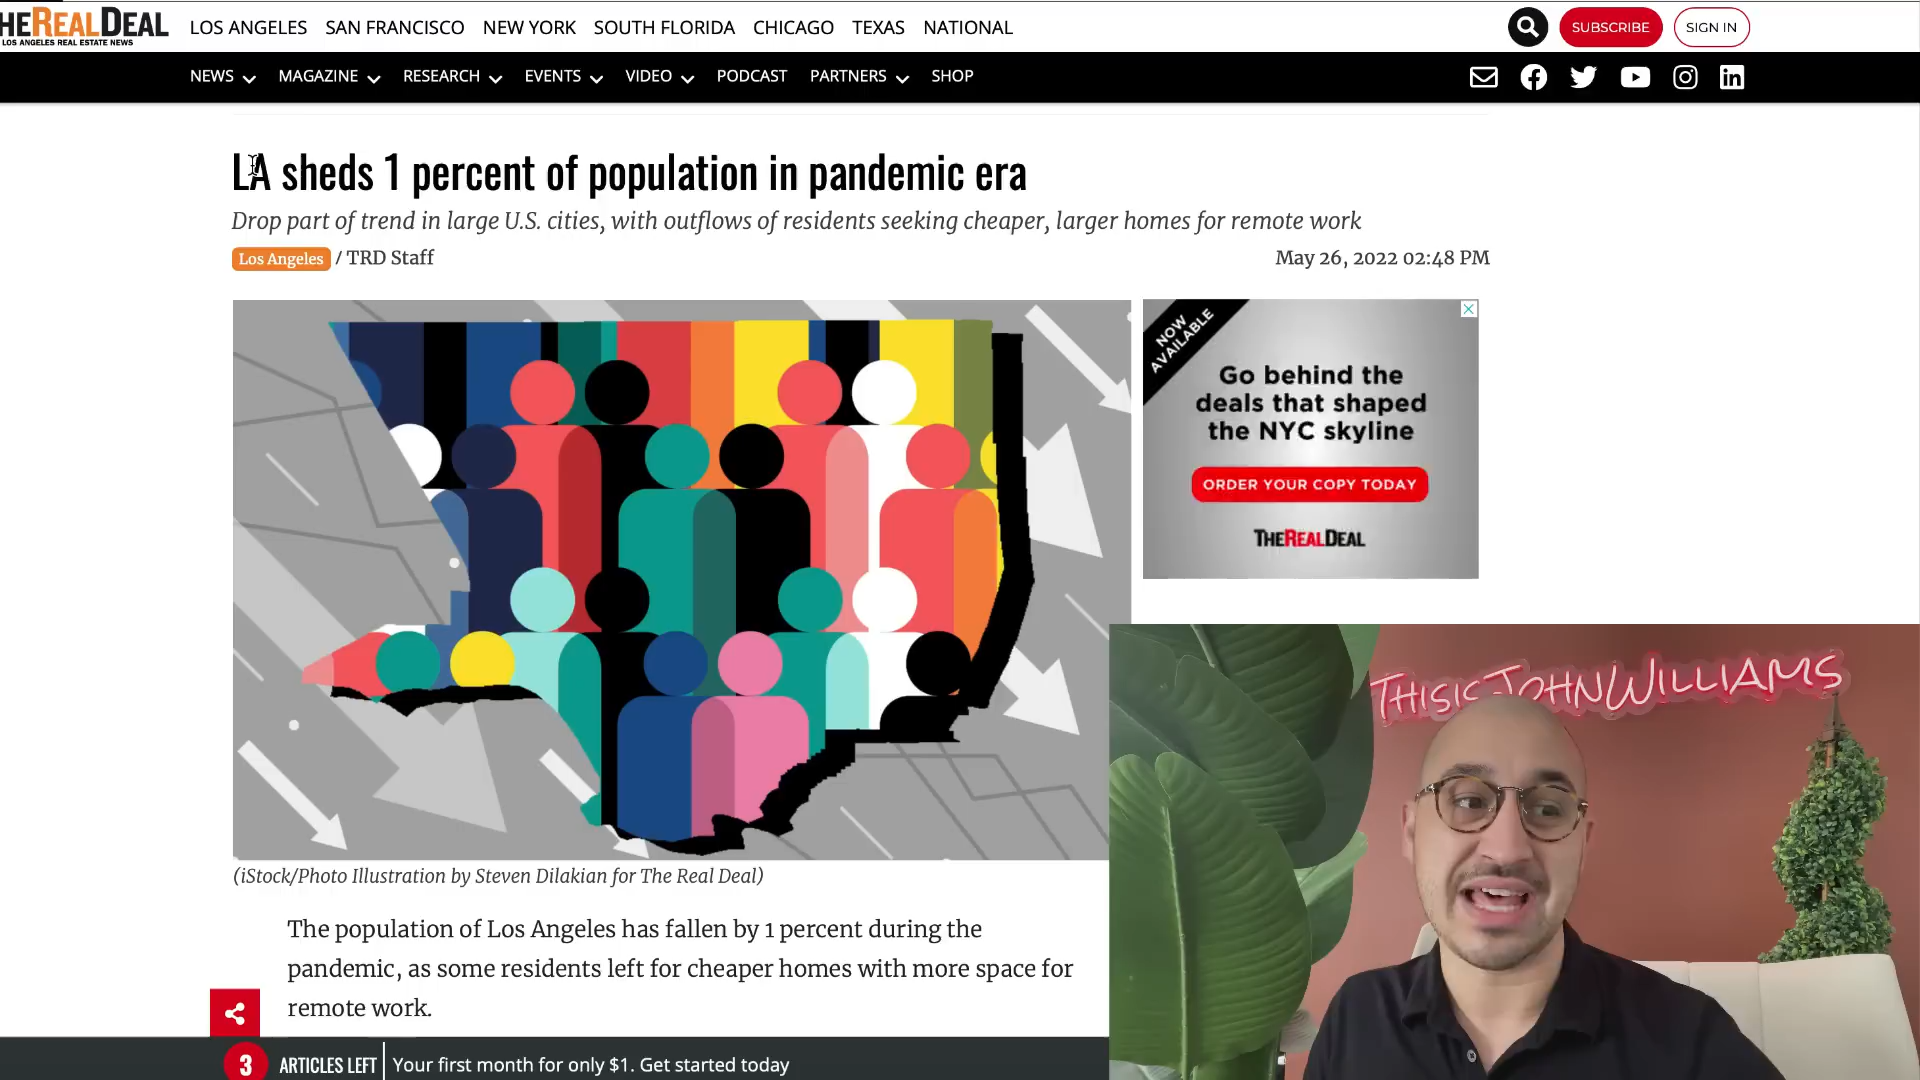 HEREALDEAL
LOS ANGELES REAL ESTATE NEWS
LOS ANGELES SAN FRANCISCO NEW YORK SOUTH FLORIDA CHICAGO TEXAS NATIONAL
SUBSCRIBE
SIGN IN
NEWS MAGAZINE RESEARCH EVENTS VIDEO PODCAST PARTNERS SHOP
LA sheds 1 percent of population in pandemic era
Drop part of trend in large U.S. cities, with outflows of residents seeking cheaper, larger homes for remote work
Los Angeles / TRD Staff
May 26, 2022 02:48 PM
NOW
AVAILABLE
Go behind the
deals that shaped
the NYC skyline
ORDER YOUR COPY TODAY
THEREALDEAL
THISISJOHNWILLIAMS
(iStock/Photo Illustration by Steven Dilakian for The Real Deal)
The population of Los Angeles has fallen by 1 percent during the
pandemic, as some residents left for cheaper homes with more space for
remote work.
3 ARTICLES LEFT Your first month for only $1. Get started today